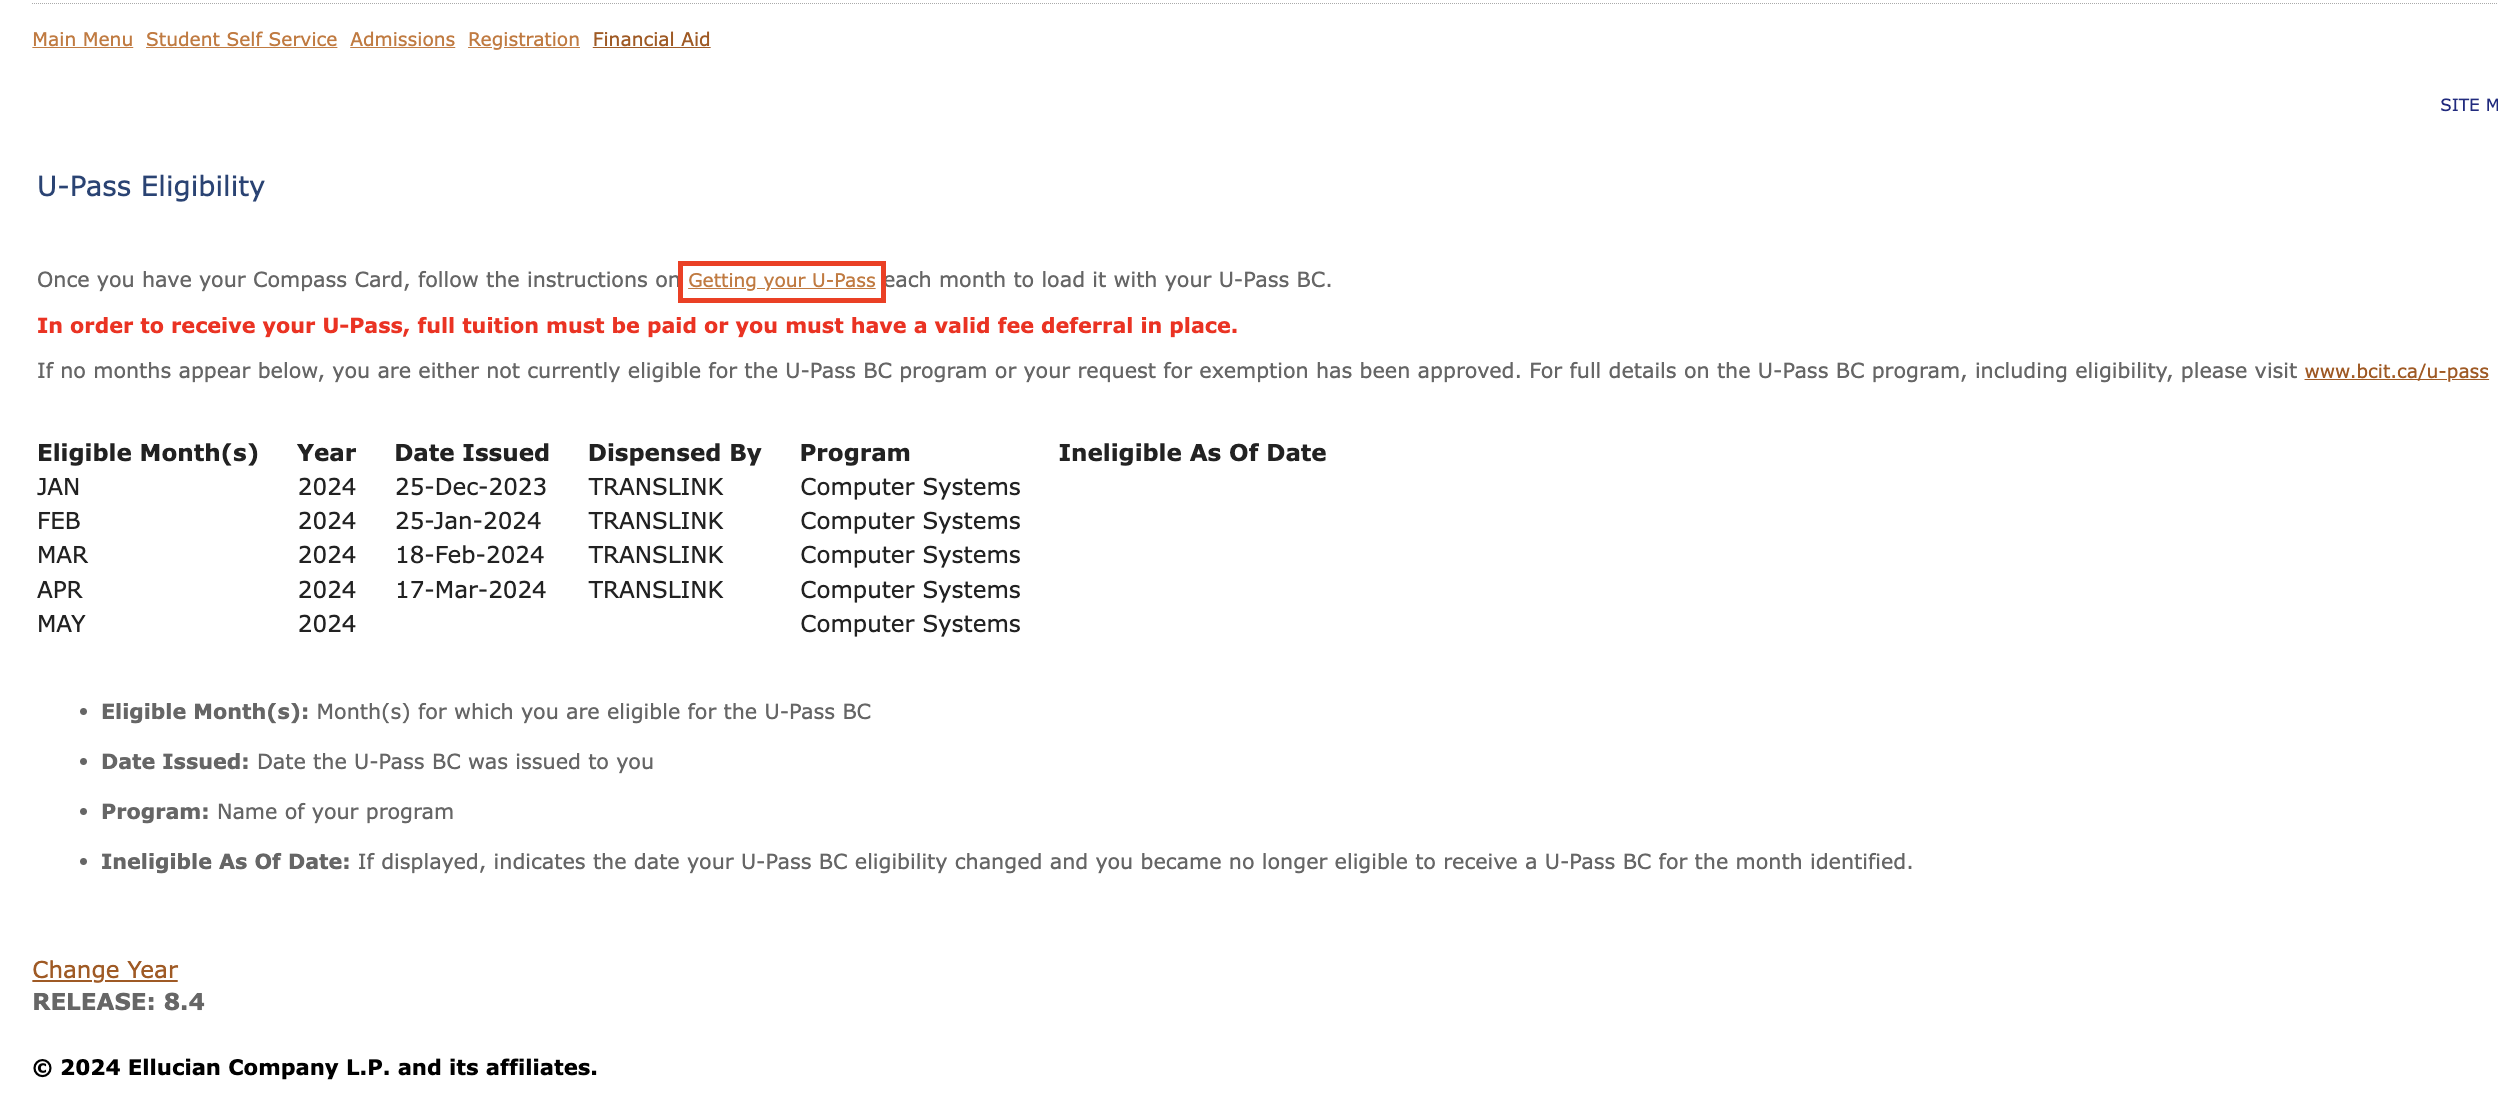 Main Menu Student Self Service Admissions Registration Financial Aid
SITE M
U-Pass Eligibility
Once you have your Compass Card, follow the instructions on Getting your U-Pass each month to load it with your U-Pass BC.
In order to receive your U-Pass, full tuition must be paid or you must have a valid fee deferral in place.
If no months appear below, you are either not currently eligible for the U-Pass BC program or your request for exemption has been approved. For full details on the U-Pass BC program, including eligibility, please visit www.bcit.ca/u-pass
Eligible Month(s) Year Date Issued Dispensed By Program Ineligible As Of Date
JAN 2024 25-Dec-2023 TRANSLINK Computer Systems
FEB 2024 25-Jan-2024 TRANSLINK Computer Systems
MAR 2024 18-Feb-2024 TRANSLINK Computer Systems
APR 2024 17-Mar-2024 TRANSLINK Computer Systems
MAY 2024 Computer Systems
• Eligible Month(s): Month(s) for which you are eligible for the U-Pass BC
• Date Issued: Date the U-Pass BC was issued to you
• Program: Name of your program
• Ineligible As Of Date: If displayed, indicates the date your U-Pass BC eligibility changed and you became no longer eligible to receive a U-Pass BC for the month identified.
Change Year
RELEASE: 8.4
© 2024 Ellucian Company L.P. and its affiliates.